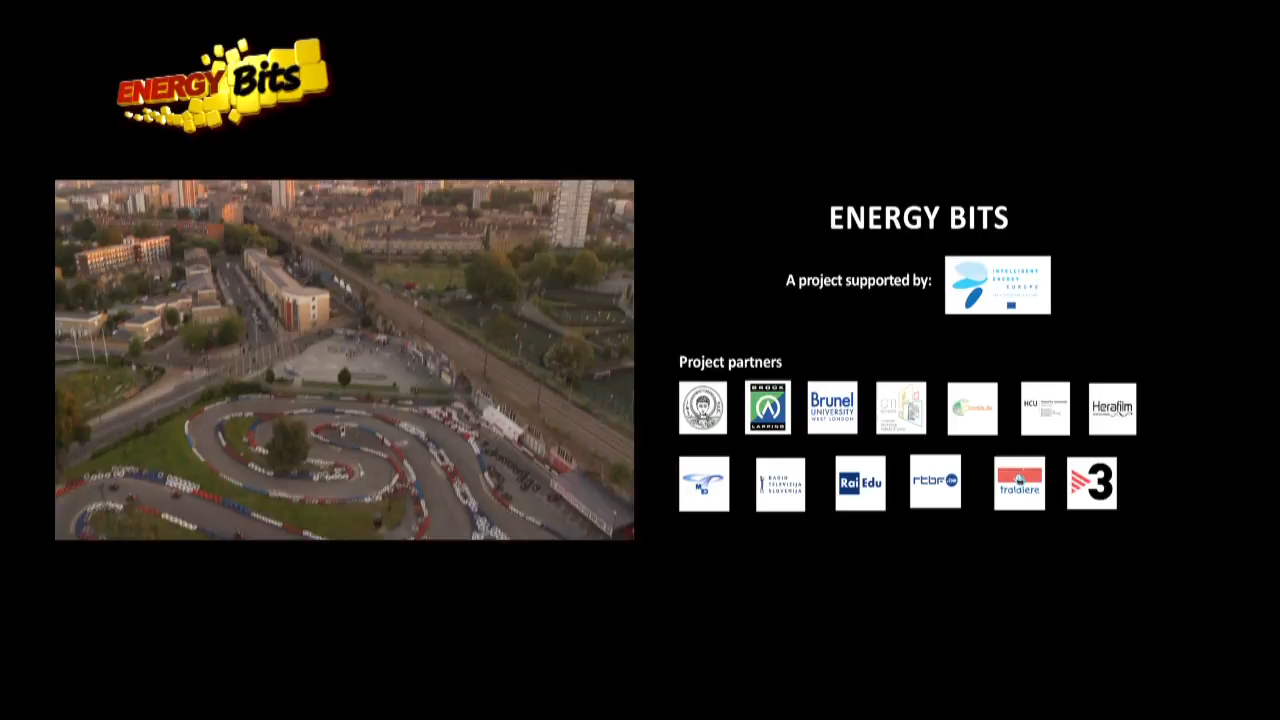 ENERGY Bits
ENERGY BITS
A project supported by:
INTELLIGENT
ENERGY
EUROPE
Project partners
BROOK
LAPPING
Brunel
UNIVERSITY
WEST LONDON
HCU
Herafilm
RADIO
TELEVIZIJA
SLOVENIJA
Rai Edu
rtbf.be
tralalere
3